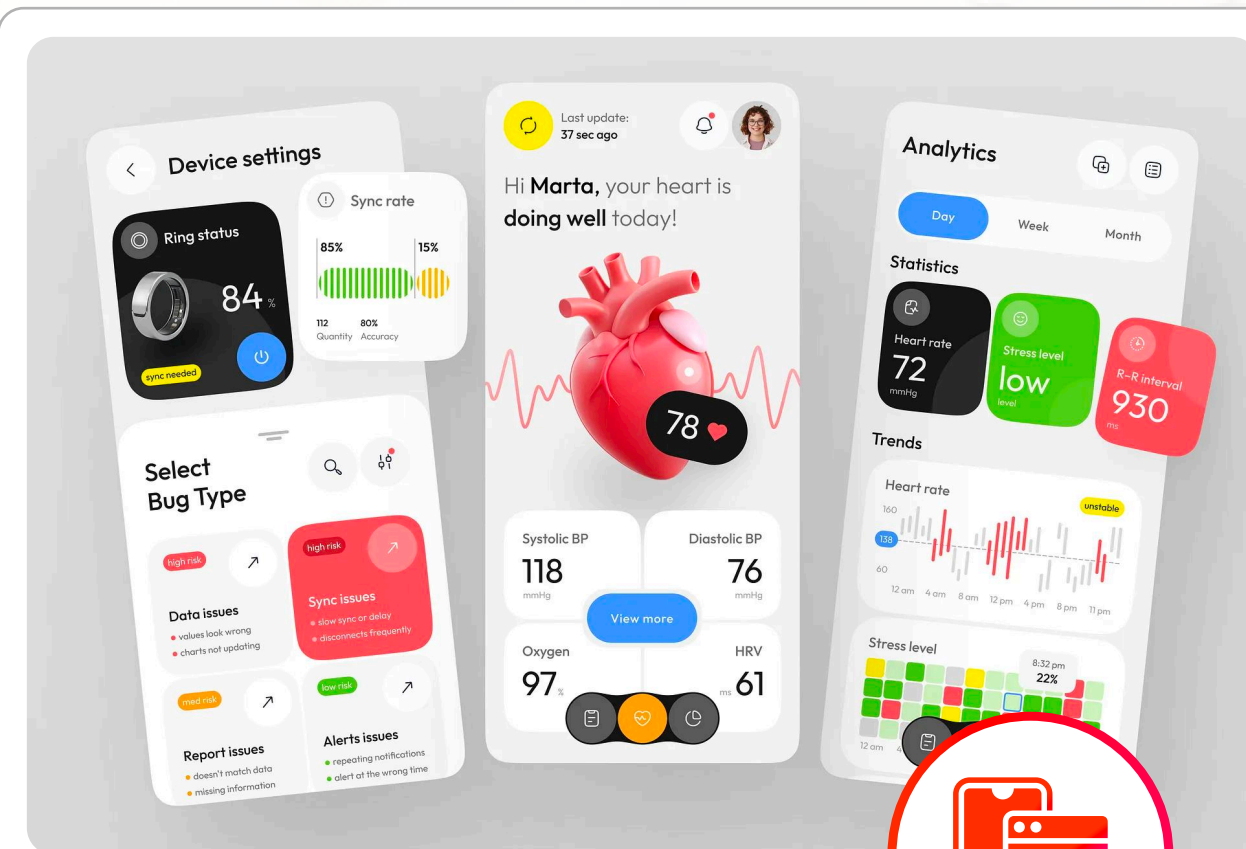 Device settings
Ring status
84 %
sync needed
Sync rate
85%
15%
112
Quantity
80%
Accuracy
Select
Bug Type
high risk
Data issues
values look wrong
charts not updating
high risk
Sync issues
slow sync or delay
disconnects frequently
med risk
Report issues
doesn't match data
missing information
low risk
Alerts issues
repeating notifications
alert at the wrong time
Last update:
37 sec ago
Hi Marta, your heart is
doing well today!
78
Systolic BP
118
mmHg
Diastolic BP
76
mmHg
View more
Oxygen
97 %
HRV
ms 61
Analytics
Day
Week
Month
Statistics
Heart rate
72
mmHg
Stress level
low
level
R–R interval
930
ms
Trends
Heart rate
unstable
160
138
60
12 am 4 am 8 am 12 pm 4 pm 8 pm 11 pm
Stress level
8:32 pm
22%
12 am 4